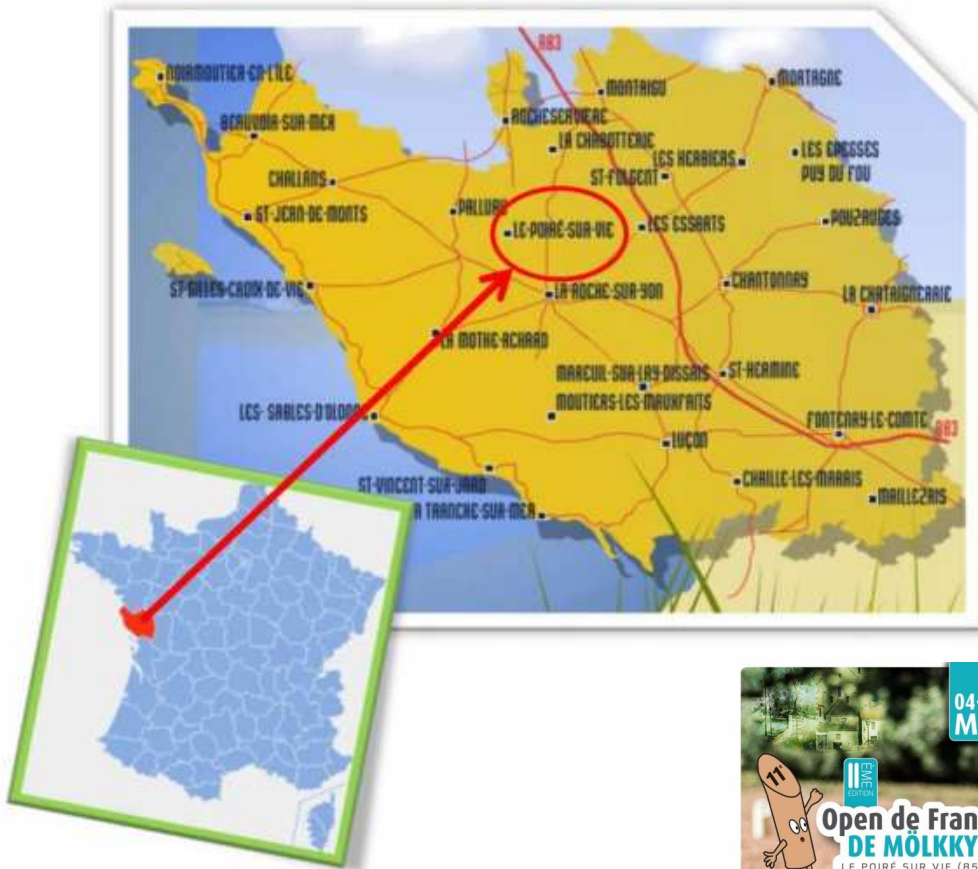 A83
NOIRMOUTIER-EN-L'ILE
MONTAIGU
MORTAGNE
BEAUVOIR-SUR-MER
ROCHESERVIERE
LA CHABOTTERIE
LES HERBIERS
LES EPESSES
PUY DU FOU
CHALLANS
ST-FULGENT
ST-JEAN-DE-MONTS
PALLUAU
LE-POIRÉ-SUR-VIE
LES ESSARTS
POUZAUGES
ST-GILLES-CROIX-DE-VIE
LA-ROCHE-SUR-YON
CHANTONNAY
LA CHATAIGNERAIE
LA MOTHE-ACHARD
MAREUIL-SUR-LAY-DISSAIS
ST-HERMINE
LES-SABLES-D'OLONN
MOUTIERS-LES-MAUXFAITS
FONTENAY-LE-COMTE
A83
LUÇON
ST-VINCENT-SUR-JARD
CHAILLE-LES-MARAIS
A TRANCHE-SUR-MER
MAILLEZAIS
04-
M
11
II ÈME
EDITION
Open de Fran
DE MÖLKKY
LE POIRÉ SUR VIE (85